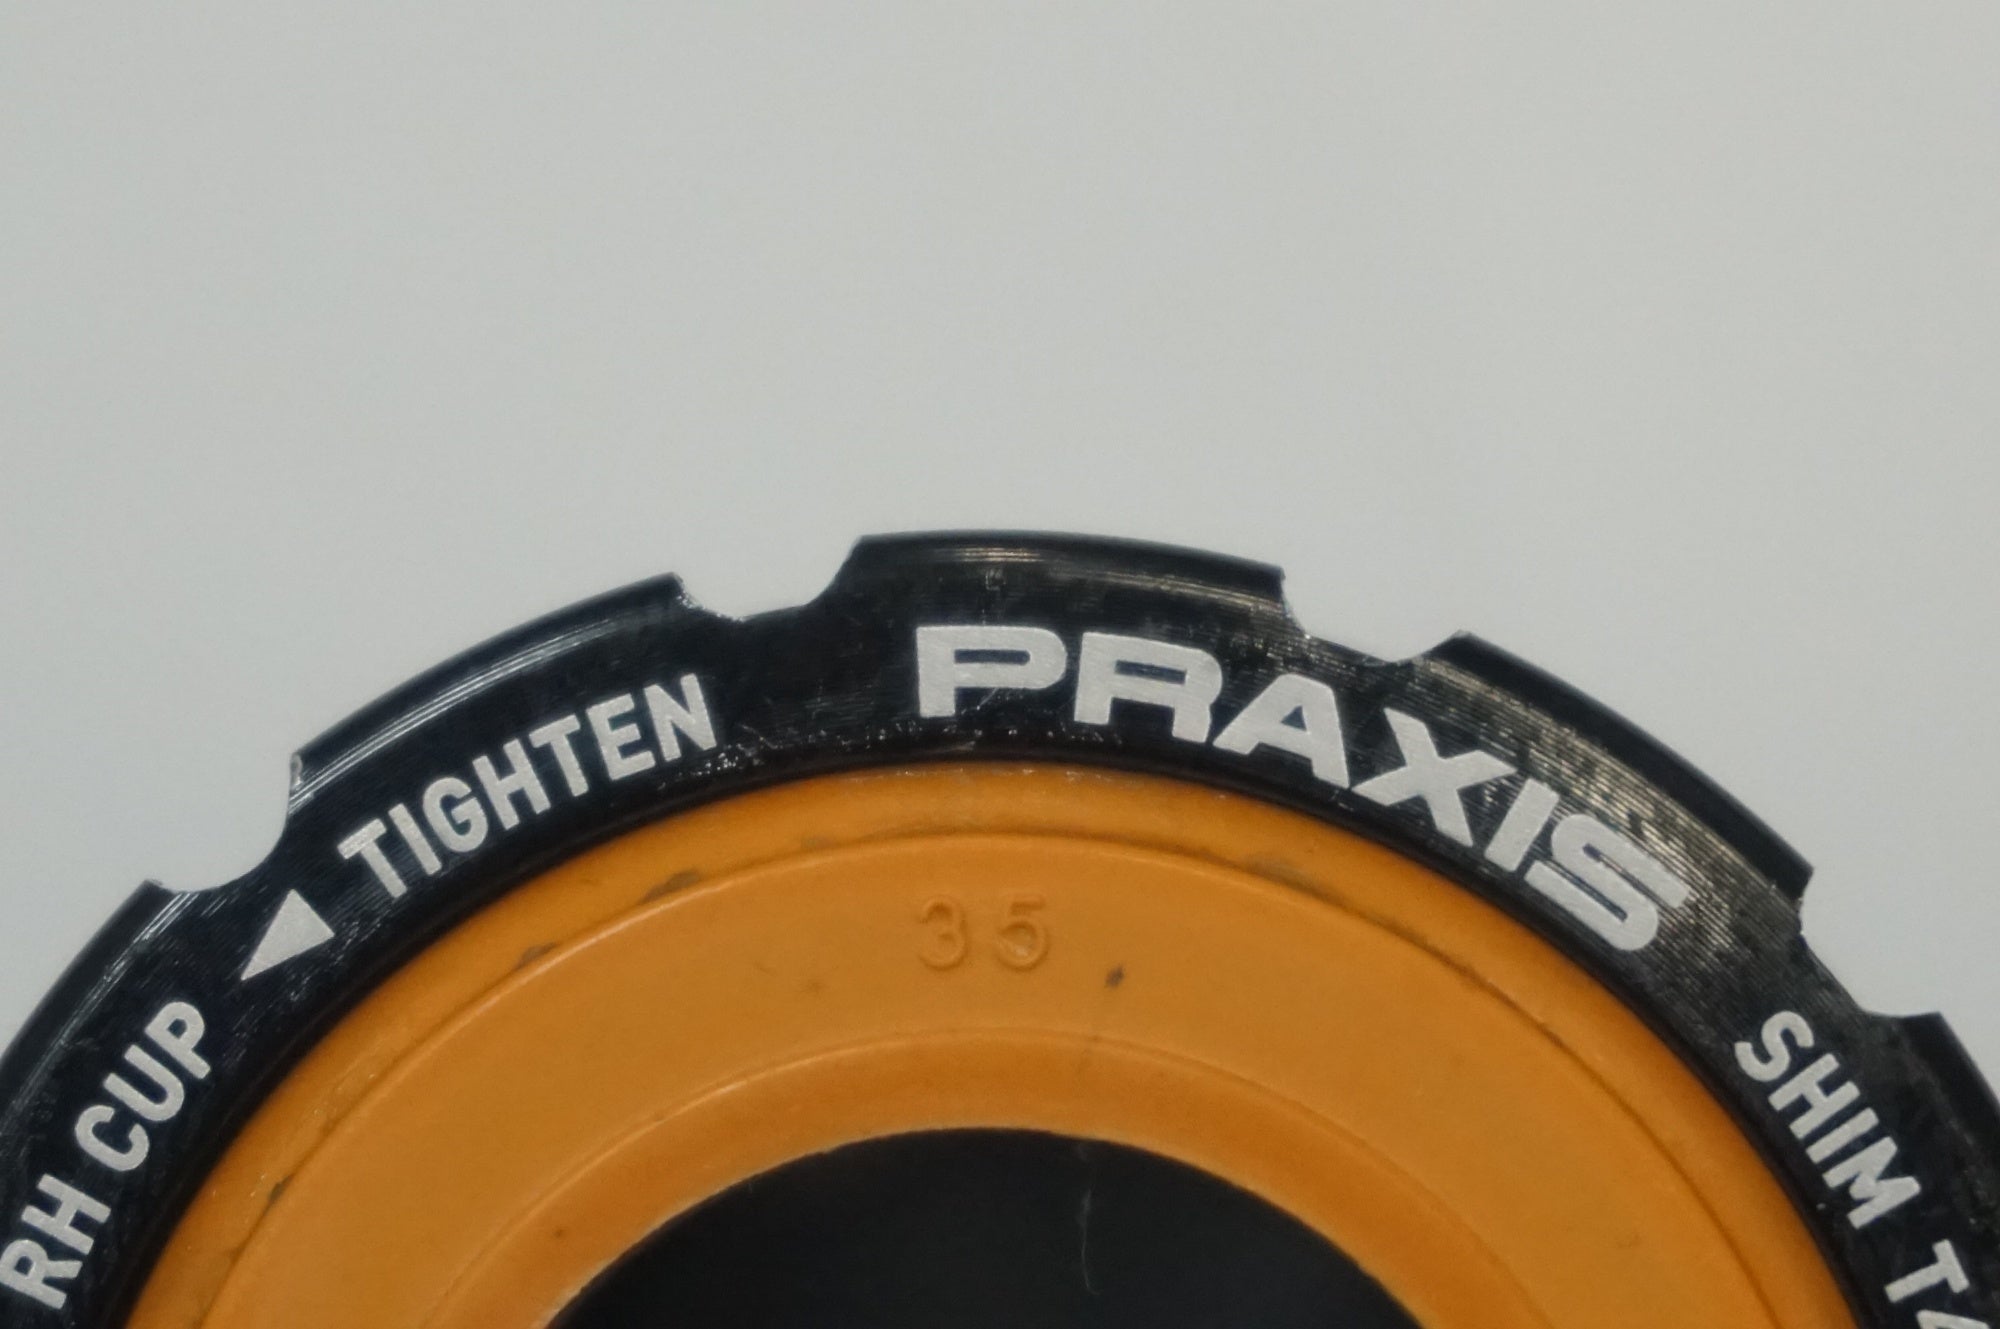 RH CUP
TIGHTEN
PRAXIS
SHIM
35